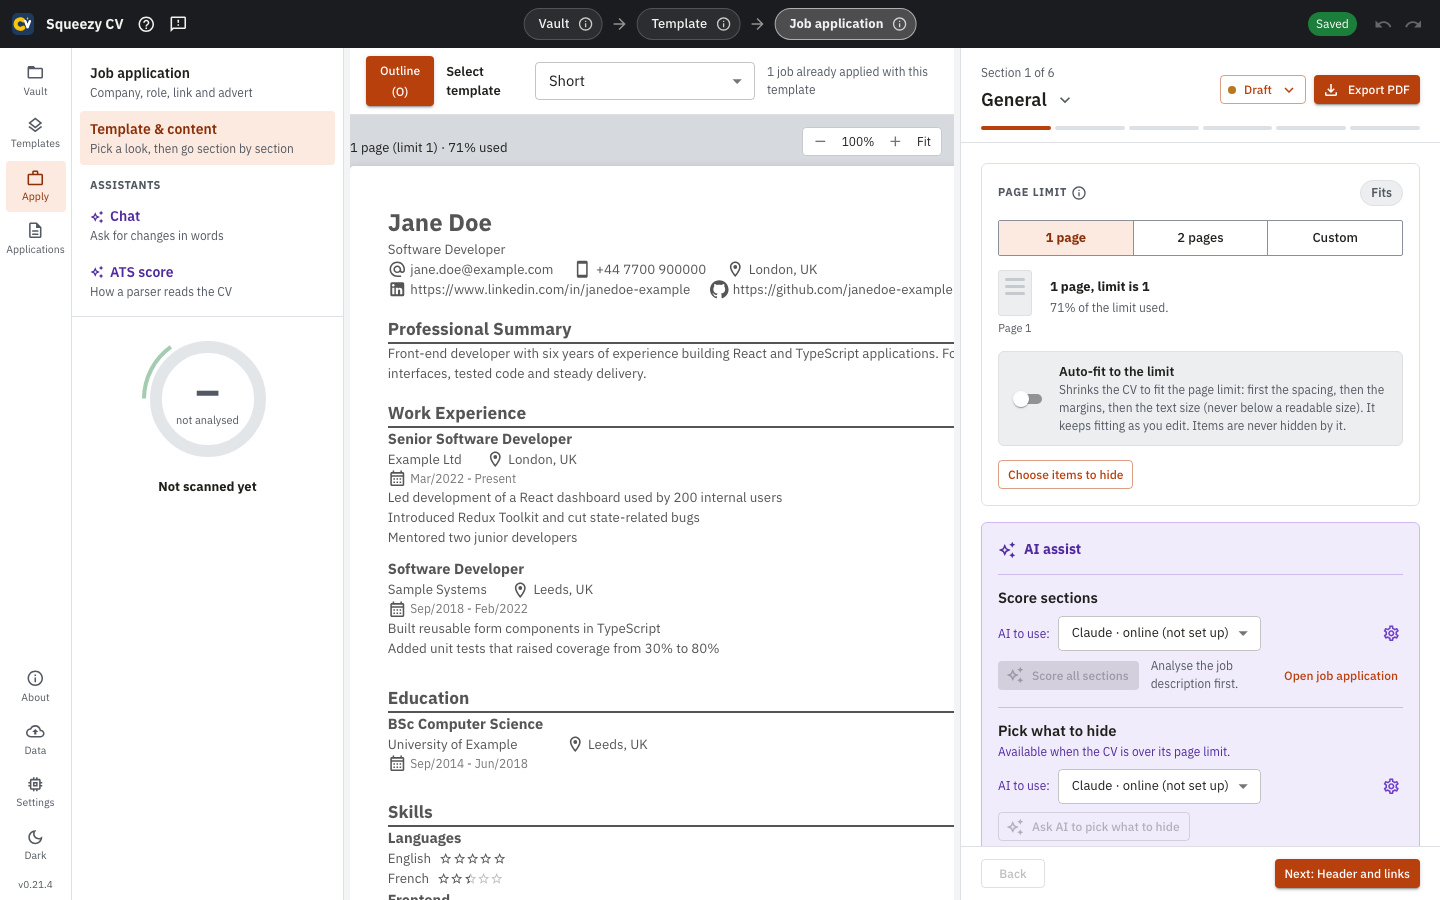 Squeezy CV
Vault
Template
Job application
Saved
Vault
Templates
Apply
Applications
About
Data
Settings
Dark
v0.21.4
Job application
Company, role, link and advert
Template & content
Pick a look, then go section by section
ASSISTANTS
Chat
Ask for changes in words
ATS score
How a parser reads the CV
not analysed
Not scanned yet
Outline
(0)
Select
template
Short
1 job already applied with this
template
1 page (limit 1) · 71% used
100%
Fit
Jane Doe
Software Developer
jane.doe@example.com +44 7700 900000 London, UK
https://www.linkedin.com/in/janedoe-example https://github.com/janedoe-example
Professional Summary
Front-end developer with six years of experience building React and TypeScript applications. Fo
interfaces, tested code and steady delivery.
Work Experience
Senior Software Developer
Example Ltd London, UK
Mar/2022 - Present
Led development of a React dashboard used by 200 internal users
Introduced Redux Toolkit and cut state-related bugs
Mentored two junior developers
Software Developer
Sample Systems Leeds, UK
Sep/2018 - Feb/2022
Built reusable form components in TypeScript
Added unit tests that raised coverage from 30% to 80%
Education
BSc Computer Science
University of Example Leeds, UK
Sep/2014 - Jun/2018
Skills
Languages
English
French
Frontend
Section 1 of 6
General
Draft
Export PDF
PAGE LIMIT
Fits
1 page
2 pages
Custom
1 page, limit is 1
71% of the limit used.
Page 1
Auto-fit to the limit
Shrinks the CV to fit the page limit: first the spacing, then the
margins, then the text size (never below a readable size). It
keeps fitting as you edit. Items are never hidden by it.
Choose items to hide
AI assist
Score sections
AI to use: Claude · online (not set up)
Score all sections
Analyse the job
description first.
Open job application
Pick what to hide
Available when the CV is over its page limit.
AI to use: Claude · online (not set up)
Ask AI to pick what to hide
Back
Next: Header and links